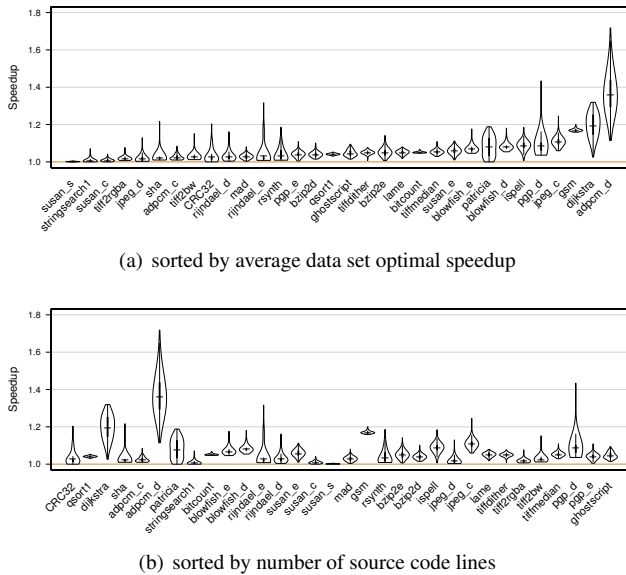 1.8
1.6
1.4
1.2
1.0
Speedup
susan_s
stringsearch1
susan_c
tiff2rgba
jpeg_d
sha
adpcm_c
tiff2bw
CRC32
rijndael_d
mad
rijndael_e
rsynth
pgp_e
bzip2d
qsort1
ghostscript
tiffdither
bzip2e
lame
bitcount
tiffmedian
susan_e
blowfish_e
patricia
blowfish_d
ispell
pgp_d
jpeg_c
gsm
dijkstra
adpcm_d
(a) sorted by average data set optimal speedup
1.8
1.6
1.4
1.2
1.0
Speedup
CRC32
qsort1
dijkstra
sha
adpcm_c
adpcm_d
patricia
stringsearch1
bitcount
blowfish_e
blowfish_d
rijndael_e
rijndael_d
susan_e
susan_c
susan_s
mad
gsm
rsynth
bzip2e
bzip2d
ispell
jpeg_d
jpeg_c
lame
tiffdither
tiff2rgba
tiff2bw
tiffmedian
pgp_d
pgp_e
ghostscript
(b) sorted by number of source code lines